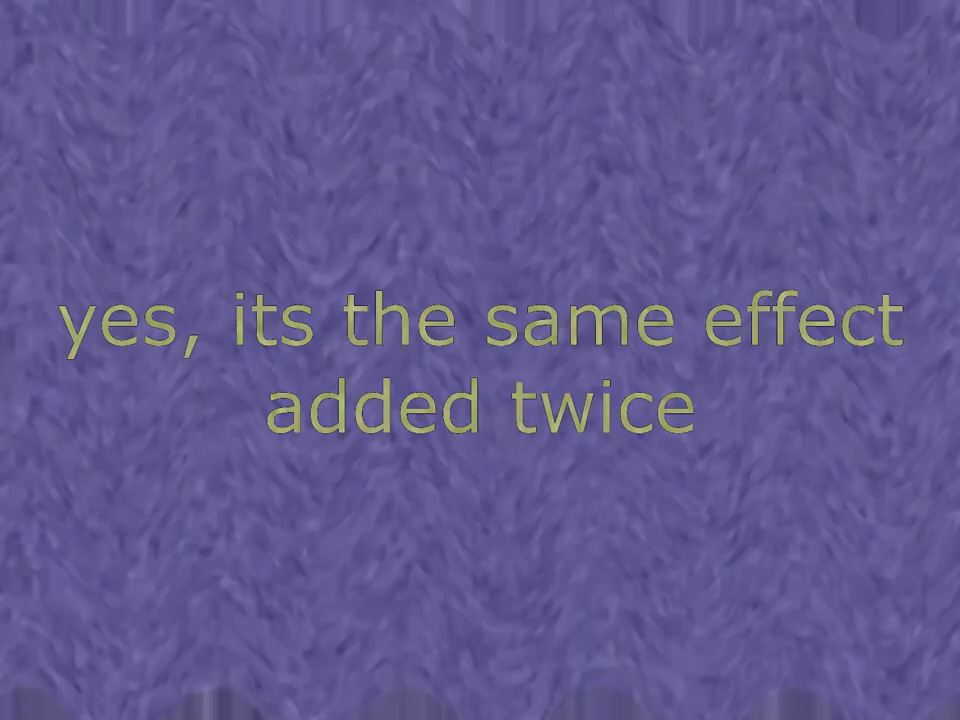 yes, its the same effect
added twice